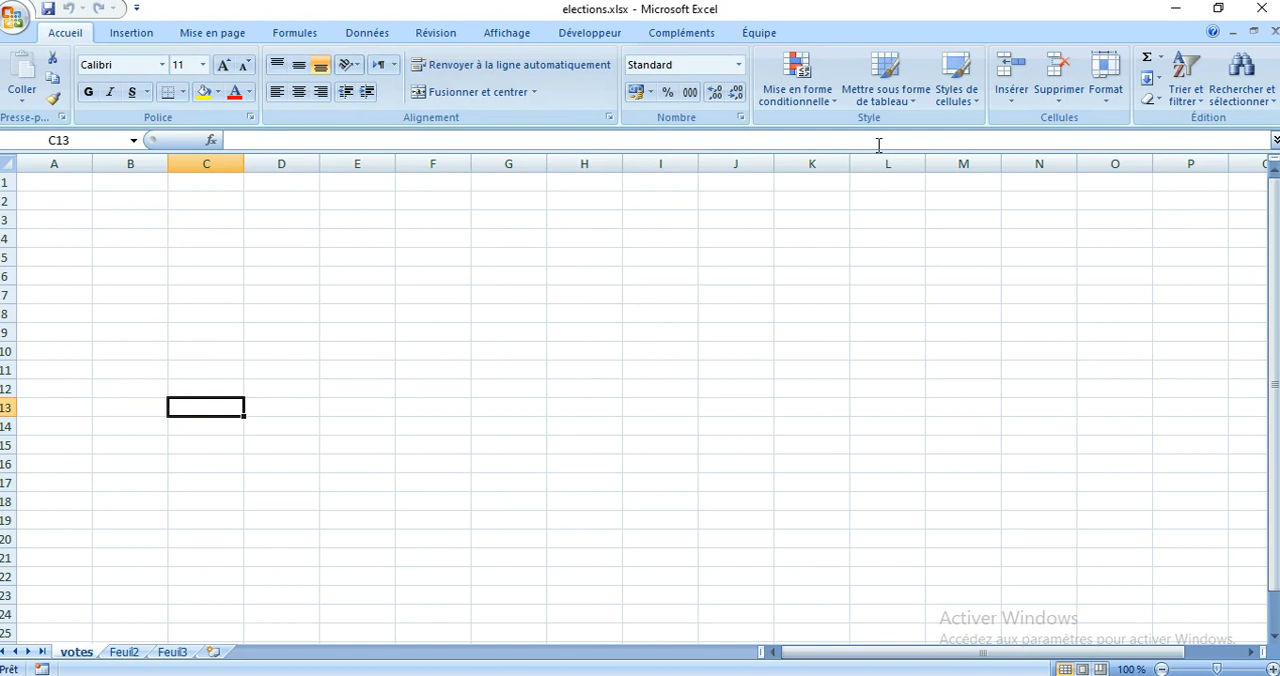 elections.xlsx - Microsoft Excel
Accueil Insertion Mise en page Formules Données Révision Affichage Développeur Compléments Équipe
Coller
Calibri 11
G I S
Renvoyer à la ligne automatiquement
Fusionner et centrer
Standard
% 000
Mise en forme conditionnelle
Mettre sous forme de tableau
Styles de cellules
Insérer Supprimer Format
Trier et filtrer
Rechercher et sélectionner
Presse-p... Police Alignement Nombre Style Cellules Édition
C13 fx
A B C D E F G H I J K L M N O P
1
2
3
4
5
6
7
8
9
10
11
12
13
14
15
16
17
18
19
20
21
22
23
24
25
Activer Windows
Accédez aux paramètres pour activer Windows.
votes Feuil2 Feuil3
Prêt 100 %